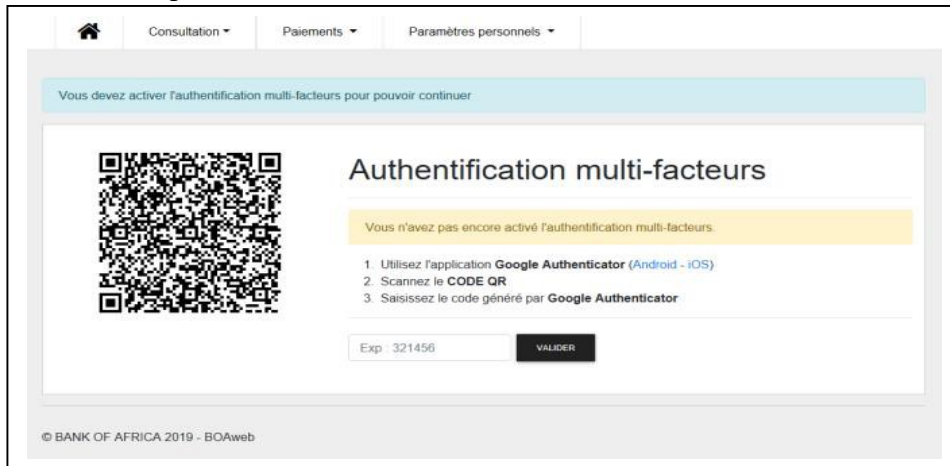 Consultation Paiements Paramètres personnels
Vous devez activer l'authentification multi-facteurs pour pouvoir continuer
Authentification multi-facteurs
Vous n'avez pas encore activé l'authentification multi-facteurs.
1. Utilisez l'application Google Authenticator (Android - iOS)
2. Scannez le CODE QR
3. Saisissez le code généré par Google Authenticator
Exp : 321456 VALIDER
© BANK OF AFRICA 2019 - BOAweb